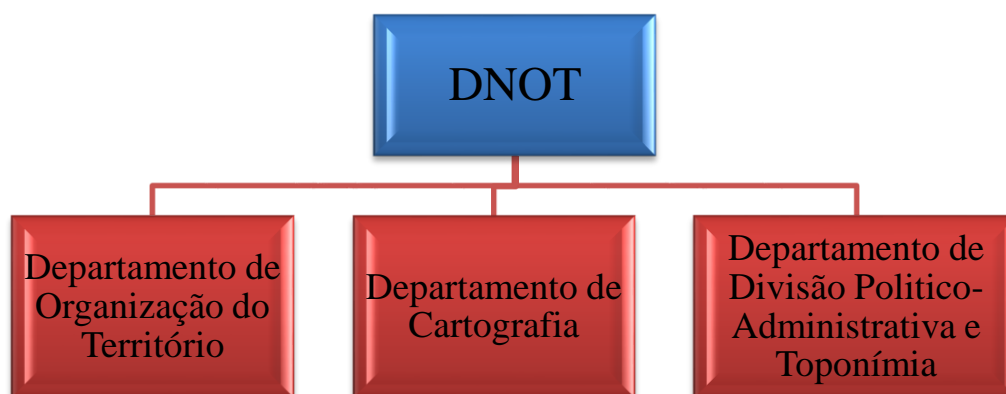 DNOT
Departamento de
Organização do
Território
Departamento de
Cartografia
Departamento de
Divisão Politico-
Administrativa e
Toponímia